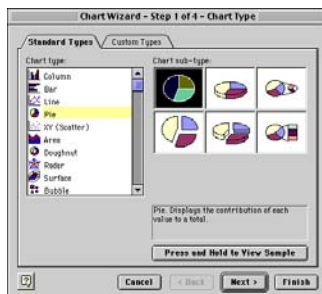 Chart Wizard - Step 1 of 4 - Chart Type
Standard Types
Custom Types
Chart type:
Chart sub-type:
Column
Bar
Line
Pie
XY (Scatter)
Area
Doughnut
Radar
Surface
Bubble
Pie. Displays the contribution of each
value to a total.
Press and Hold to View Sample
Cancel
< Back
Next >
Finish